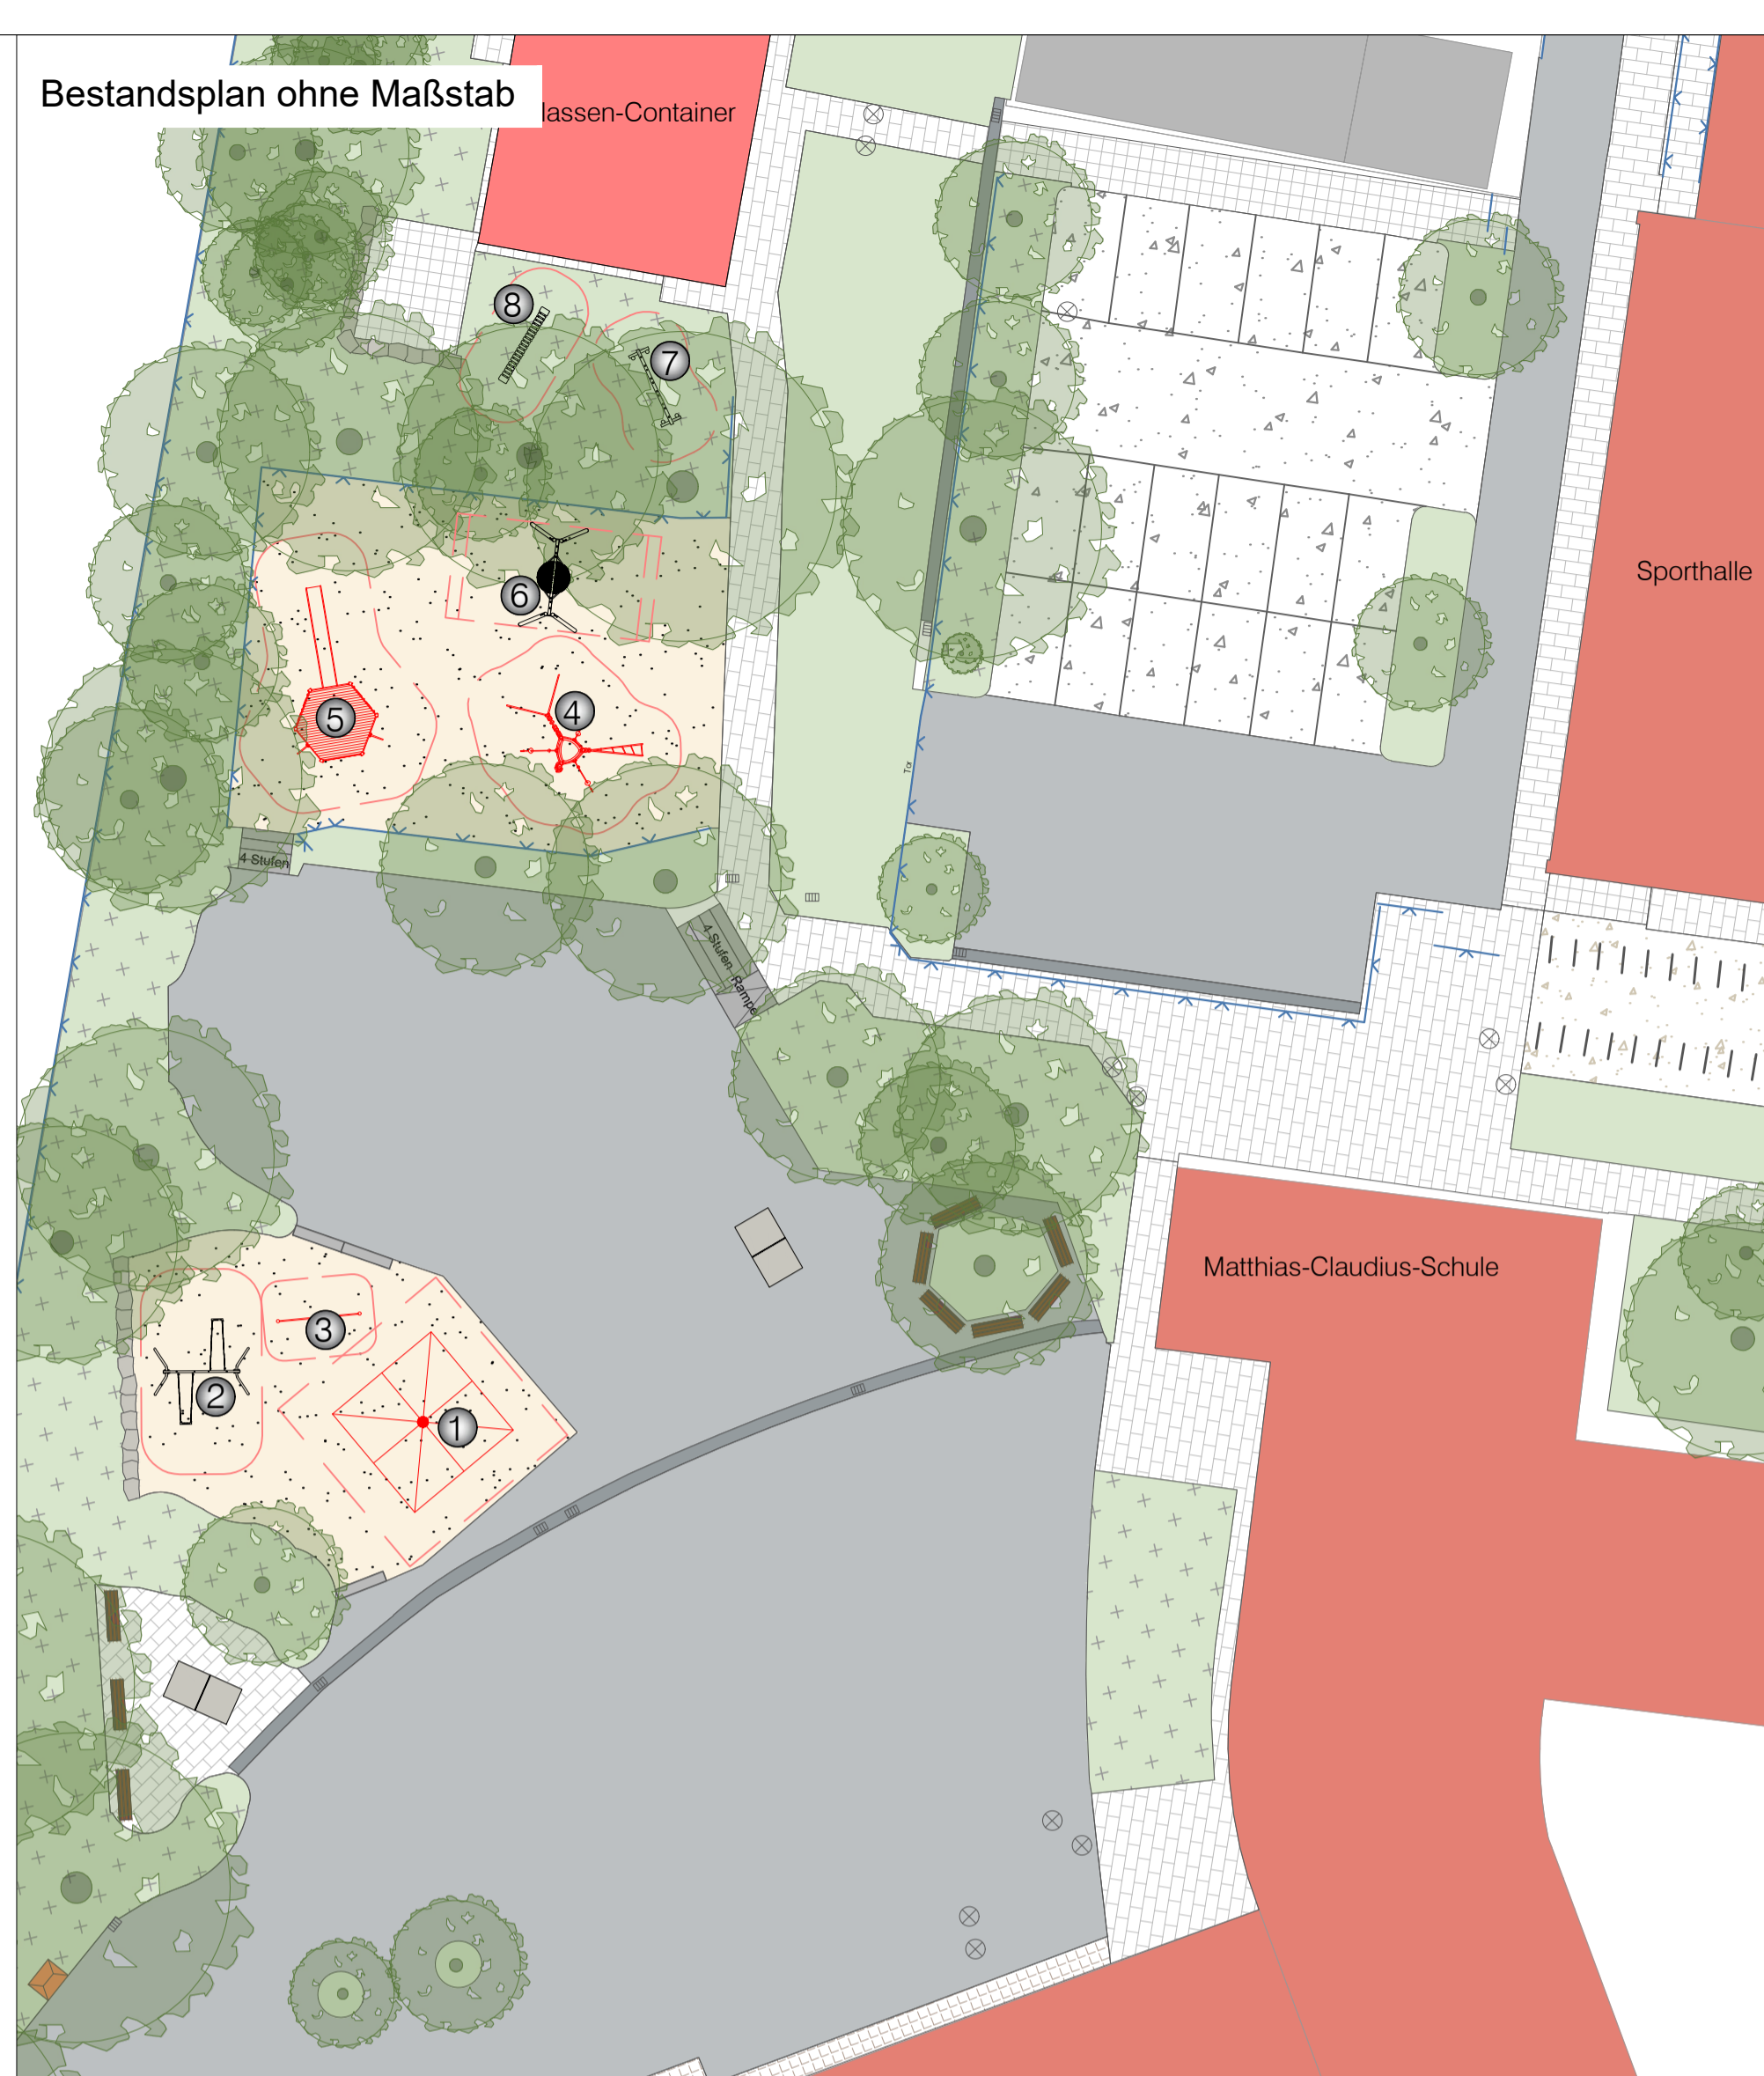 Bestandsplan ohne Maßstab
lassen-Container
8
7
Sporthalle
6
5
4
Tor
4 Stufen
4 Stufen
Rampe
Matthias-Claudius-Schule
3
2
1